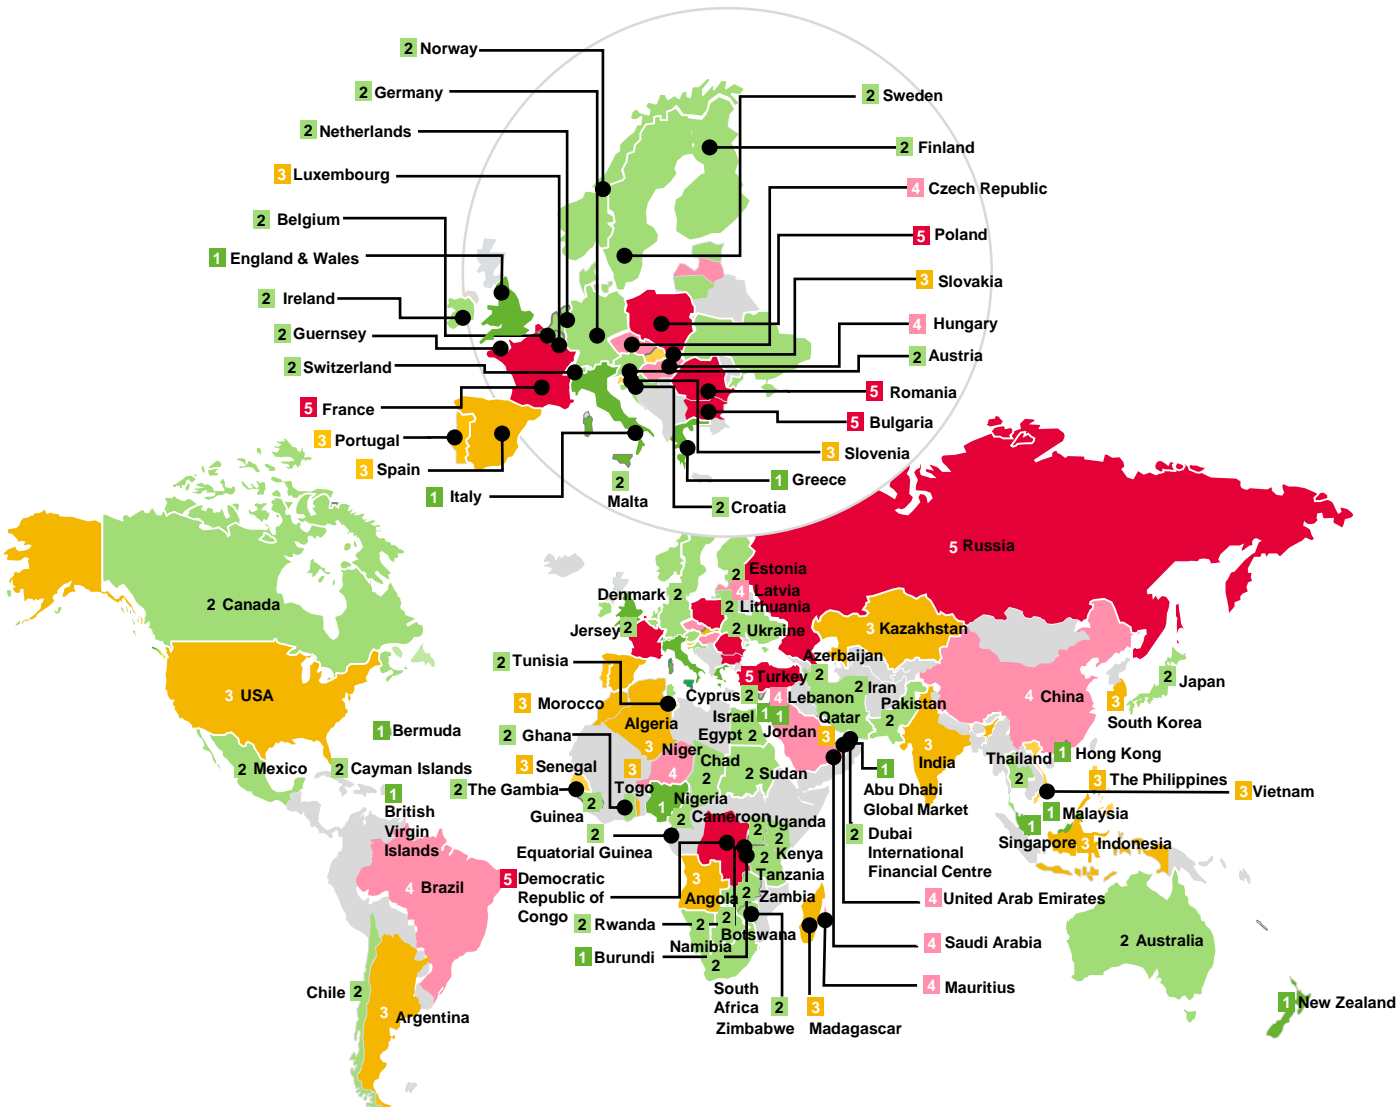 2 Norway
2 Germany
2 Sweden
2 Netherlands
2 Finland
3 Luxembourg
4 Czech Republic
2 Belgium
5 Poland
1 England & Wales
3 Slovakia
2 Ireland
4 Hungary
2 Guernsey
2 Austria
2 Switzerland
5 Romania
5 France
5 Bulgaria
3 Portugal
3 Slovenia
3 Spain
1 Greece
1 Italy
2
Malta
2 Croatia
5 Russia
2 Estonia
4 Latvia
Denmark 2
2 Lithuania
2 Canada
Jersey 2
2 Ukraine
3 Kazakhstan
Azerbaijan
2
2 Tunisia
5 Turkey
2 Iran
2 Japan
3 USA
Cyprus 2
4 Lebanon
4 China
3 Morocco
Pakistan
2
3
South Korea
Israel 1
1
Jordan
Qatar
3
Algeria
3
1 Bermuda
2 Ghana
Egypt 2
3
India
1 Hong Kong
Niger
4
Chad
2
Thailand
2
2 Mexico
2 Cayman Islands
3 Senegal
3
Togo
2 Sudan
1
Abu Dhabi
Global Market
3 The Philippines
2 The Gambia
3 Vietnam
1
British
Virgin
Islands
2
Guinea
Nigeria
1
1 Malaysia
2
Cameroon
2
Uganda
2
1
Singapore
3 Indonesia
2
Equatorial Guinea
2
Kenya
2
Dubai
International
Financial Centre
Tanzania
4 Brazil
5 Democratic
Republic of
Congo
3
Angola
2
Zambia
4 United Arab Emirates
2 Rwanda
2
2
Botswana
2 Australia
1 Burundi
Namibia
4 Saudi Arabia
2
South
Africa
4 Mauritius
Chile 2
2
Zimbabwe
3
Madagascar
3
Argentina
1 New Zealand